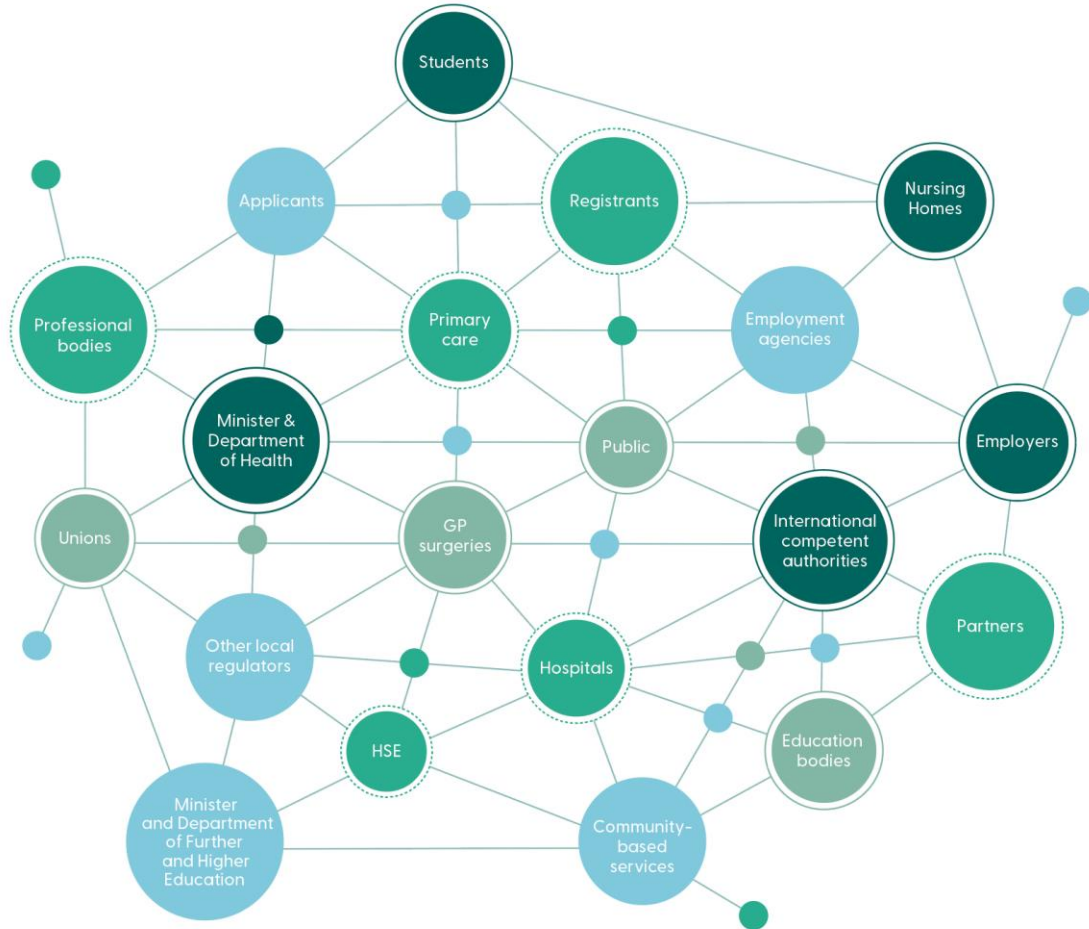 Students
Applicants
Registrants
Nursing
Homes
Professional
bodies
Primary
care
Employment
agencies
Minister &
Department
of Health
Public
Employers
Unions
GP
surgeries
International
competent
authorities
Other local
regulators
Hospitals
Partners
HSE
Education
bodies
Minister
and Department
of Further
and Higher
Education
Community-
based
services